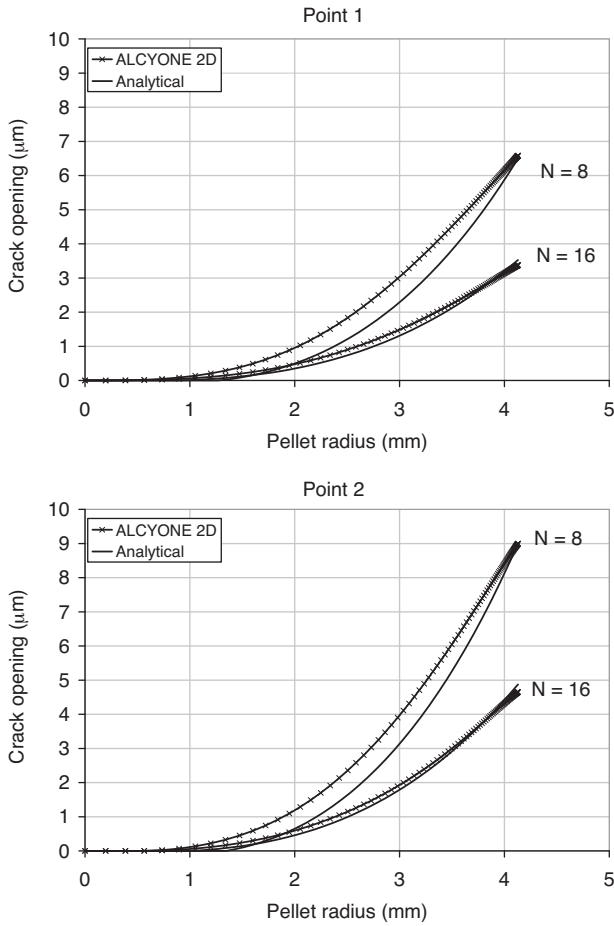 Point 1
10
9
8
7
6
5
4
3
2
1
0
Crack opening (μm)
ALCYONE 2D
Analytical
N = 8
N = 16
0 1 2 3 4 5
Pellet radius (mm)
Point 2
10
9
8
7
6
5
4
3
2
1
0
Crack opening (μm)
ALCYONE 2D
Analytical
N = 8
N = 16
0 1 2 3 4 5
Pellet radius (mm)